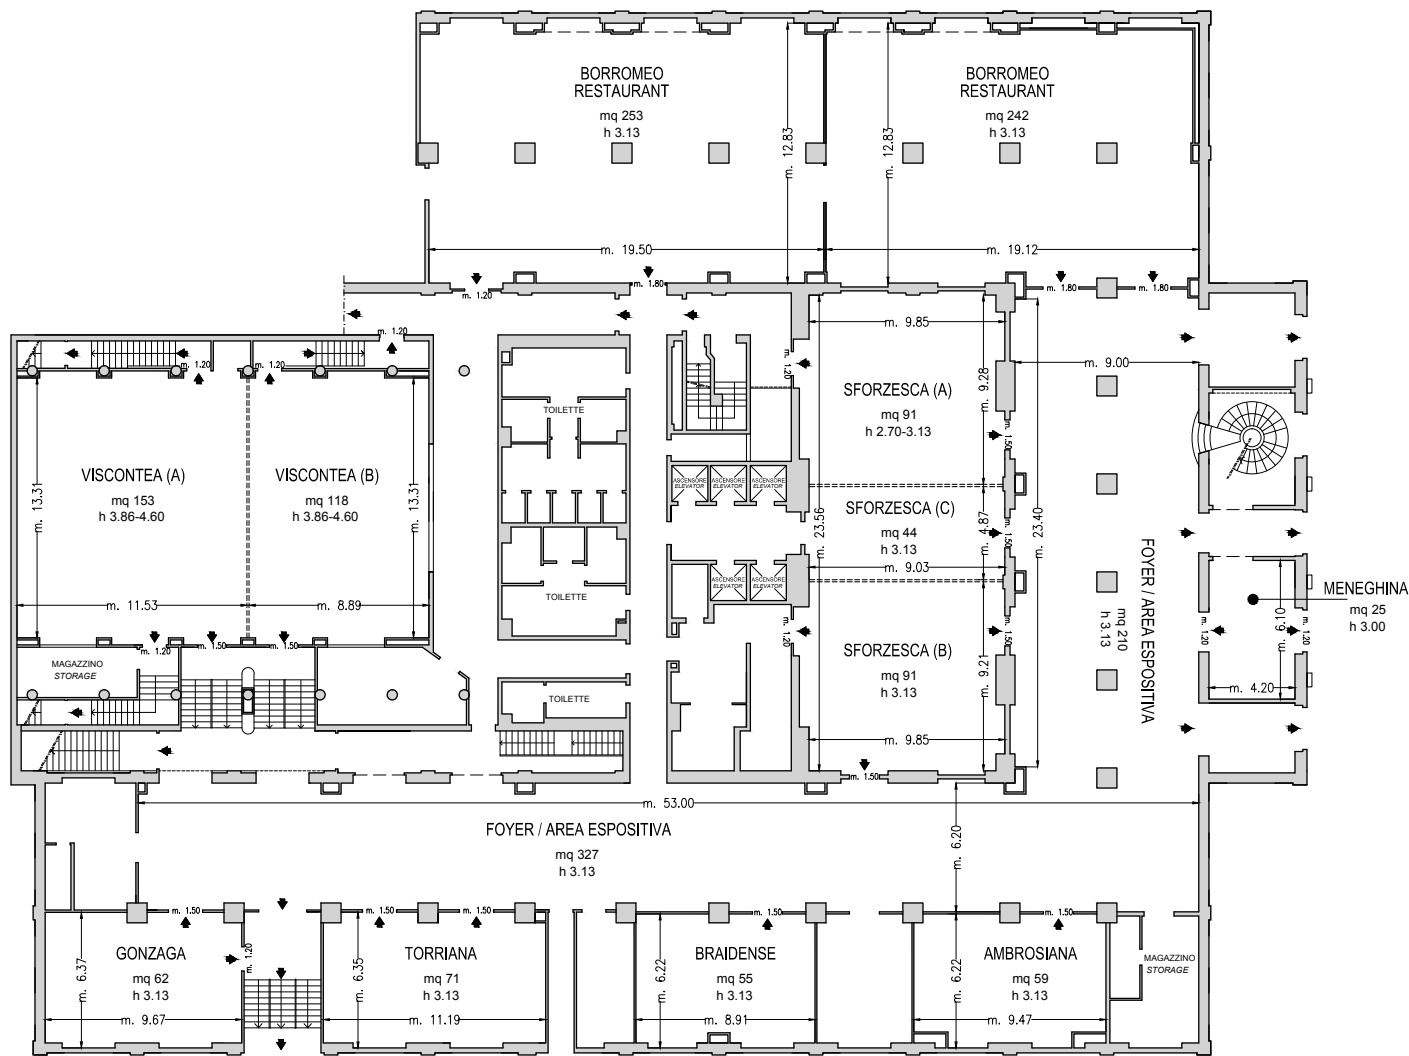 BORROMEO
RESTAURANT
mq 253
h 3.13
BORROMEO
RESTAURANT
mq 242
h 3.13
m. 12.83
m. 12.83
m. 19.50
m. 19.12
m. 1.20
m. 1.80
m. 1.80
m. 1.80
m. 1.20
m. 1.20
m. 1.20
m. 9.85
m. 1.20
m. 9.28
m. 9.00
SFORZESCA (A)
mq 91
h 2.70-3.13
m. 1.50
TOILETTE
VISCONTEA (A)
mq 153
h 3.86-4.60
VISCONTEA (B)
mq 118
h 3.86-4.60
m. 13.31
m. 13.31
m. 11.53
m. 8.89
ASCENSORE
ELEVATOR
ASCENSORE
ELEVATOR
ASCENSORE
ELEVATOR
SFORZESCA (C)
mq 44
h 3.13
m. 23.56
m. 4.87
m. 1.50
m. 23.40
m. 9.03
ASCENSORE
ELEVATOR
ASCENSORE
ELEVATOR
TOILETTE
FOYER / AREA ESPOSITIVA
mq 210
h 3.13
MENEGHINA
mq 25
h 3.00
m. 1.20
m. 6.10
m. 1.20
m. 4.20
m. 1.20
m. 1.50
m. 1.50
m. 1.20
m. 1.50
SFORZESCA (B)
mq 91
h 3.13
m. 9.21
m. 9.85
m. 1.50
MAGAZZINO
STORAGE
TOILETTE
m. 53.00
FOYER / AREA ESPOSITIVA
mq 327
h 3.13
m. 6.20
m. 1.50
m. 1.50
m. 1.50
m. 1.50
m. 1.50
GONZAGA
mq 62
h 3.13
m. 6.37
m. 9.67
m. 1.20
TORRIANA
mq 71
h 3.13
m. 6.35
m. 11.19
BRAIDENSE
mq 55
h 3.13
m. 6.22
m. 8.91
AMBROSIANA
mq 59
h 3.13
m. 6.22
m. 9.47
MAGAZZINO
STORAGE